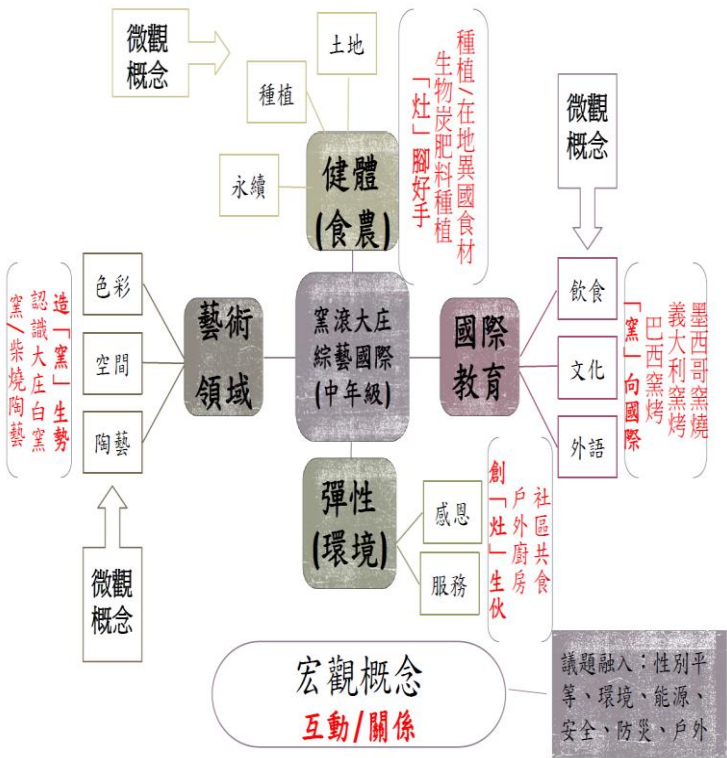 微觀
概念
土地
種植
永續
健體
(食農)
種植/在地異國食材
生物炭肥料種植
「灶」腳好手
微觀
概念
色彩
空間
陶藝
造「窯」生勢
認識大庄白窯
窯/柴燒陶藝
藝術
領域
窯滾大庄
綜藝國際
(中年級)
國際
教育
飲食
文化
外語
墨西哥窯燒
義大利窯烤
巴西窯烤
「窯」向國際
彈性
(環境)
感恩
服務
社區共食
戶外廚房
創「灶」生伙
微觀
概念
宏觀概念
互動/關係
議題融入：性別平
等、環境、能源、
安全、防災、戶外